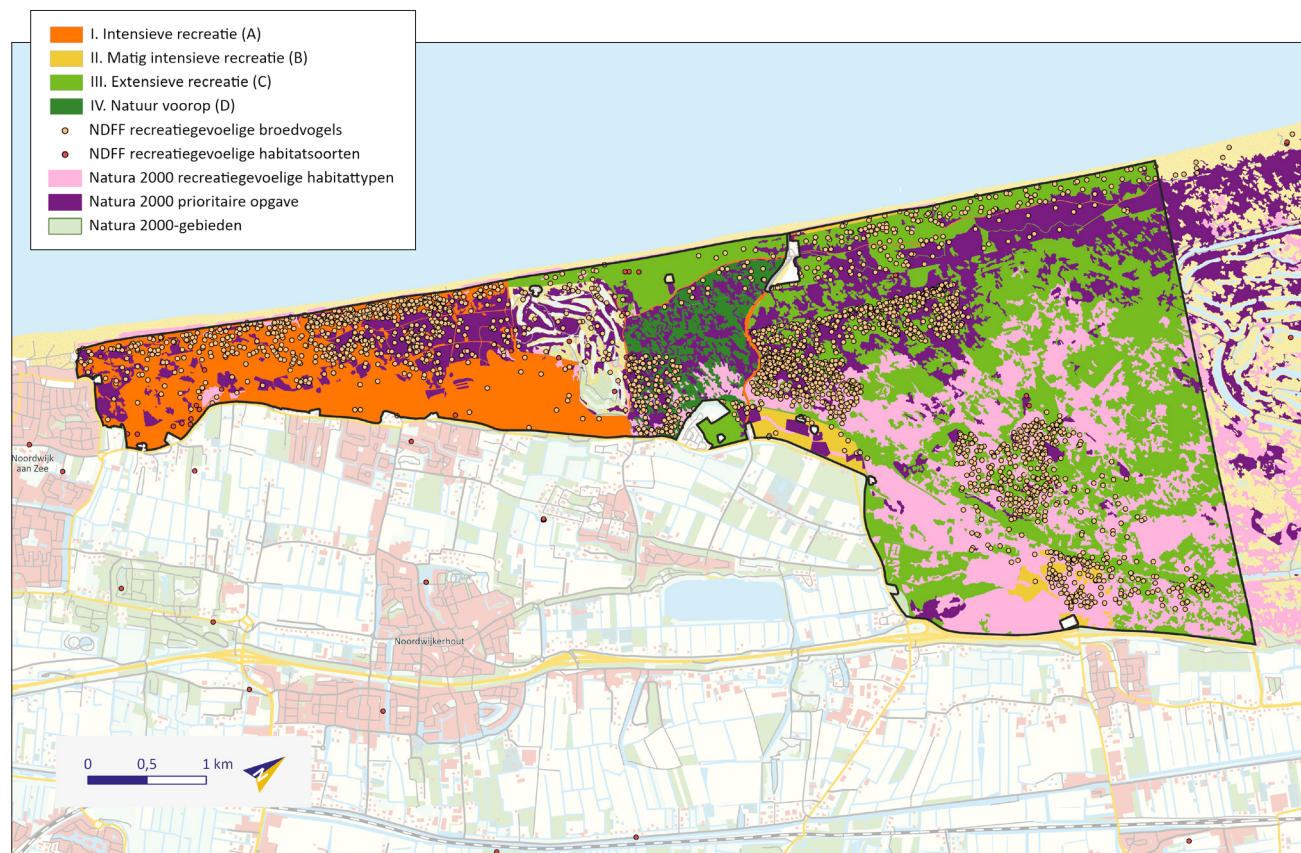 I. Intensieve recreatie (A)
II. Matig intensieve recreatie (B)
III. Extensieve recreatie (C)
IV. Natuur voorop (D)
NDFF recreatiegevoelige broedvogels
NDFF recreatiegevoelige habitatsoorten
Natura 2000 recreatiegevoelige habitattypen
Natura 2000 prioritaire opgave
Natura 2000-gebieden
Noordwijk
aan Zee
Noordwijkerhout
0 0,5 1 km
N